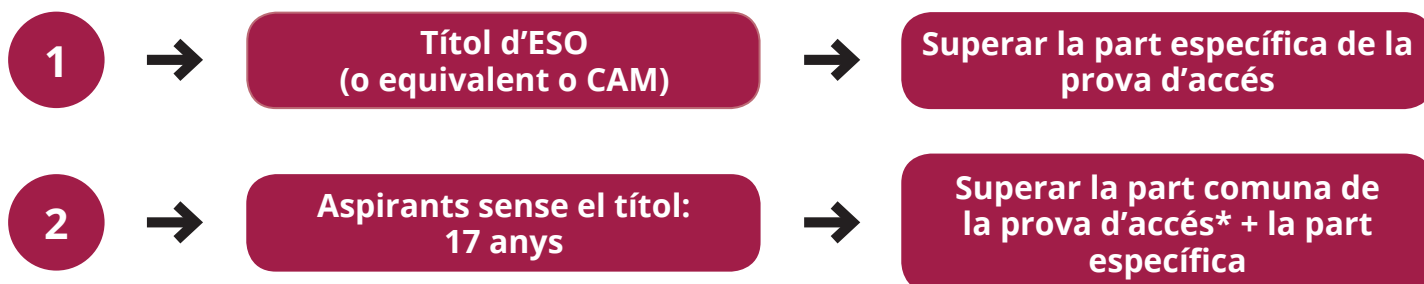 1
Títol d’ESO
(o equivalent o CAM)
Superar la part específica de la
prova d’accés
2
Aspirants sense el títol:
17 anys
Superar la part comuna de
la prova d’accés* + la part
específica